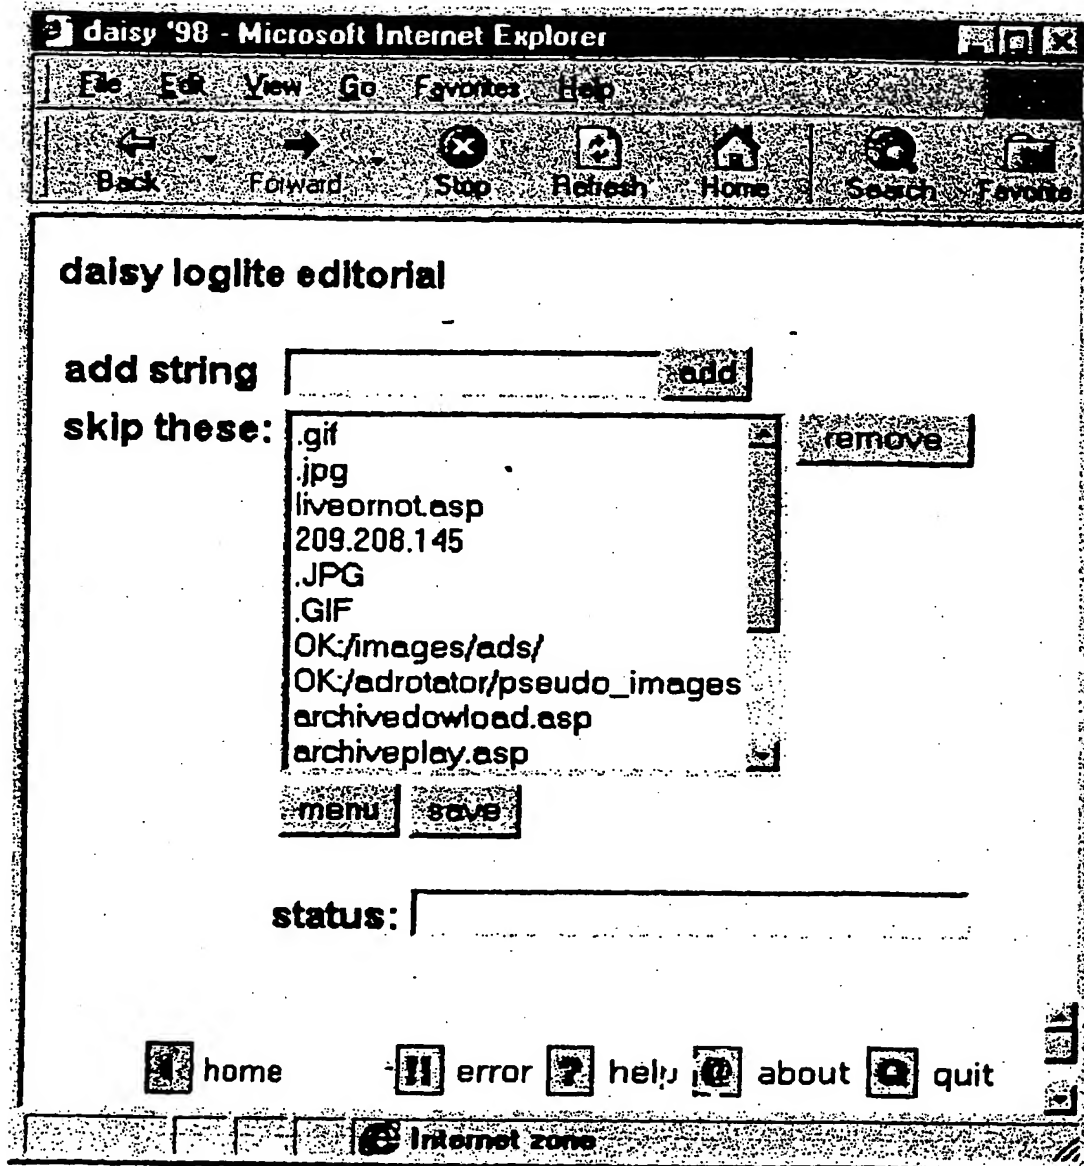 daisy '98 - Microsoft Internet Explorer
File Edit View Go Favorites Help
Back Forward Stop Refresh Home Search Favorite
daisy loglite editorial
add string add
skip these: remove
.gif
.jpg
liveornot.asp
209.208.145
.JPG
.GIF
OK:/images/ads/
OK:/adrotator/pseudo_images
archivedowload.asp
archiveplay.asp
menu save
status:
home !! error ? help @ about Q quit
Internet zone